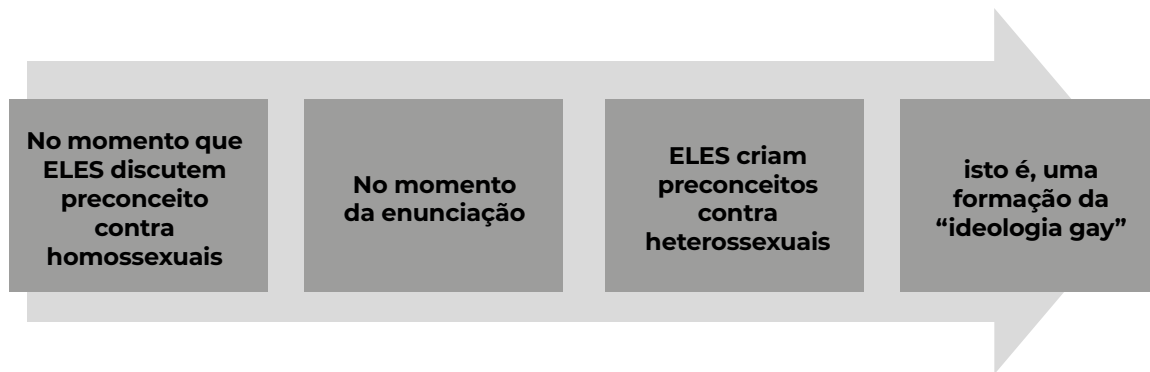 No momento que
ELES discutem
preconceito
contra
homossexuais
No momento
da enunciação
ELES criam
preconceitos
contra
heterossexuais
isto é, uma
formação da
“ideologia gay”